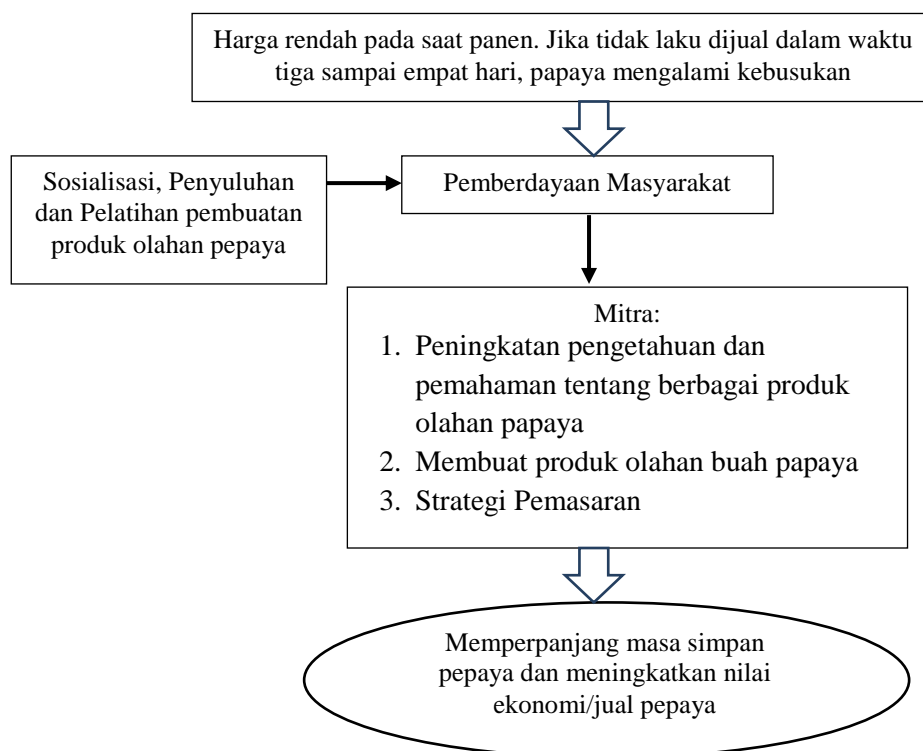 Harga rendah pada saat panen. Jika tidak laku dijual dalam waktu
tiga sampai empat hari, papaya mengalami kebusukan
Sosialisasi, Penyuluhan
dan Pelatihan pembuatan
produk olahan pepaya
Pemberdayaan Masyarakat
Mitra:
1. Peningkatan pengetahuan dan
pemahaman tentang berbagai produk
olahan papaya
2. Membuat produk olahan buah papaya
3. Strategi Pemasaran
Memperpanjang masa simpan
pepaya dan meningkatkan nilai
ekonomi/jual pepaya